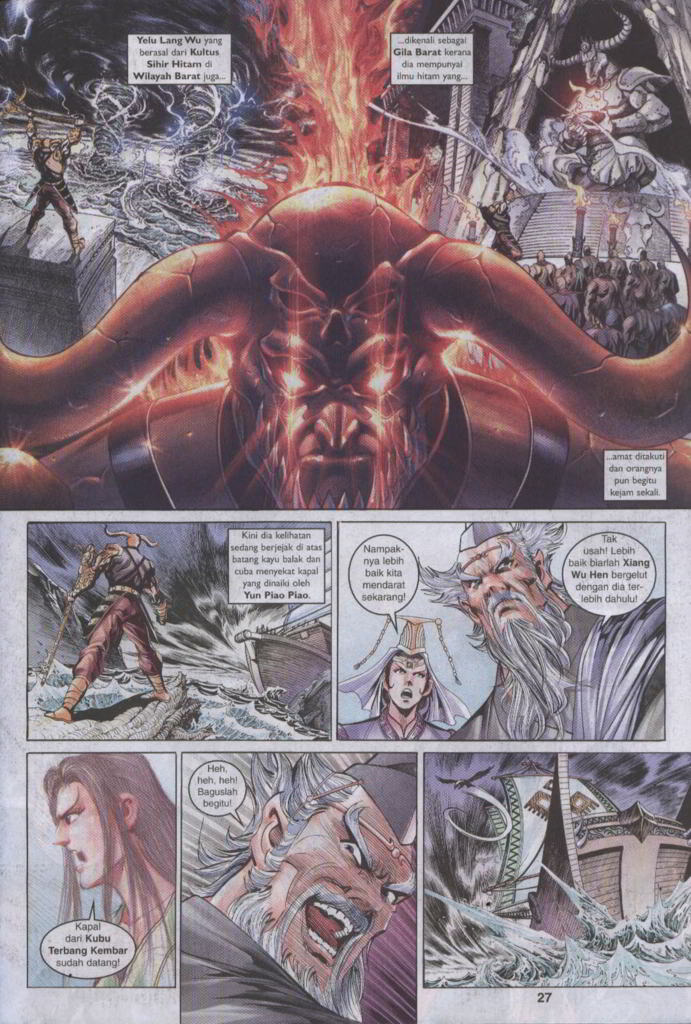 Yelu Lang Wu yang
berasal dari Kultus
Sihir Hitam di
Wilayah Barat juga...
...dikenali sebagai
Gila Barat kerana
dia mempunyai
ilmu hitam yang...
...amat ditakuti
dan orangnya
pun begitu
kejam sekali.
Kini dia kelihatan
sedang berjejak di atas
batang kayu balak dan
cuba menyekat kapal
yang dinaiki oleh
Yun Piao Piao.
Nampak-
nya lebih
baik kita
mendarat
sekarang!
Tak
usah! Lebih
baik biarlah Xiang
Wu Hen bergelut
dengan dia ter-
lebih dahulu!
Kapal
dari Kubu
Terbang Kembar
sudah datang!
Heh,
heh, heh!
Baguslah
begitu!
27